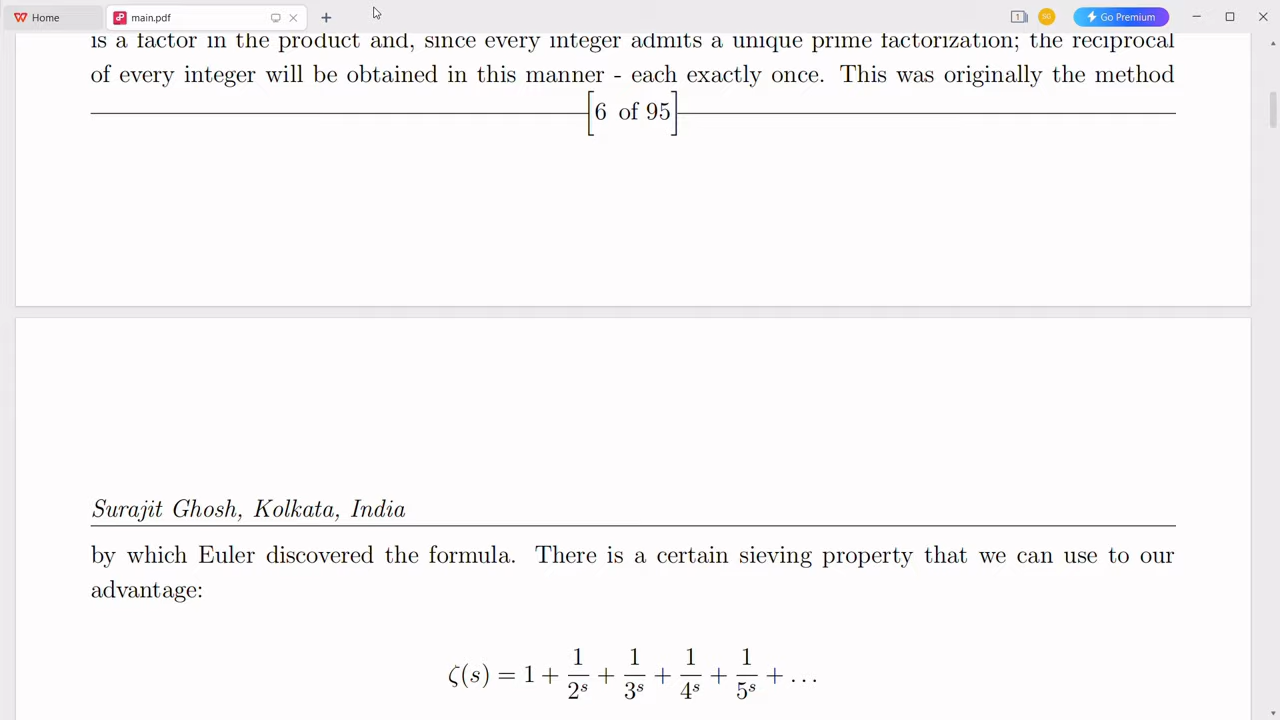 Home main.pdf 1 SG Go Premium
is a factor in the product and, since every integer admits a unique prime factorization; the reciprocal
of every integer will be obtained in this manner - each exactly once. This was originally the method
[6 of 95]
Surajit Ghosh, Kolkata, India
by which Euler discovered the formula. There is a certain sieving property that we can use to our
advantage:
ζ(s) = 1 + 1/2^s + 1/3^s + 1/4^s + 1/5^s + ...